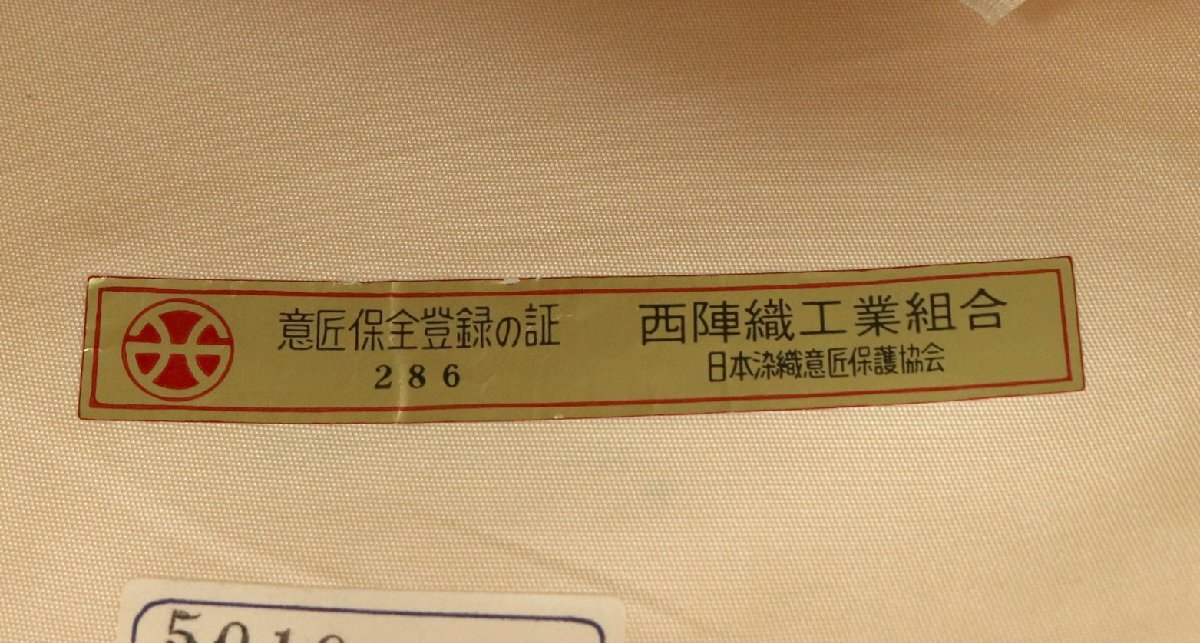 意匠保全登録の証
286
西陣織工業組合
日本染織意匠保護協会